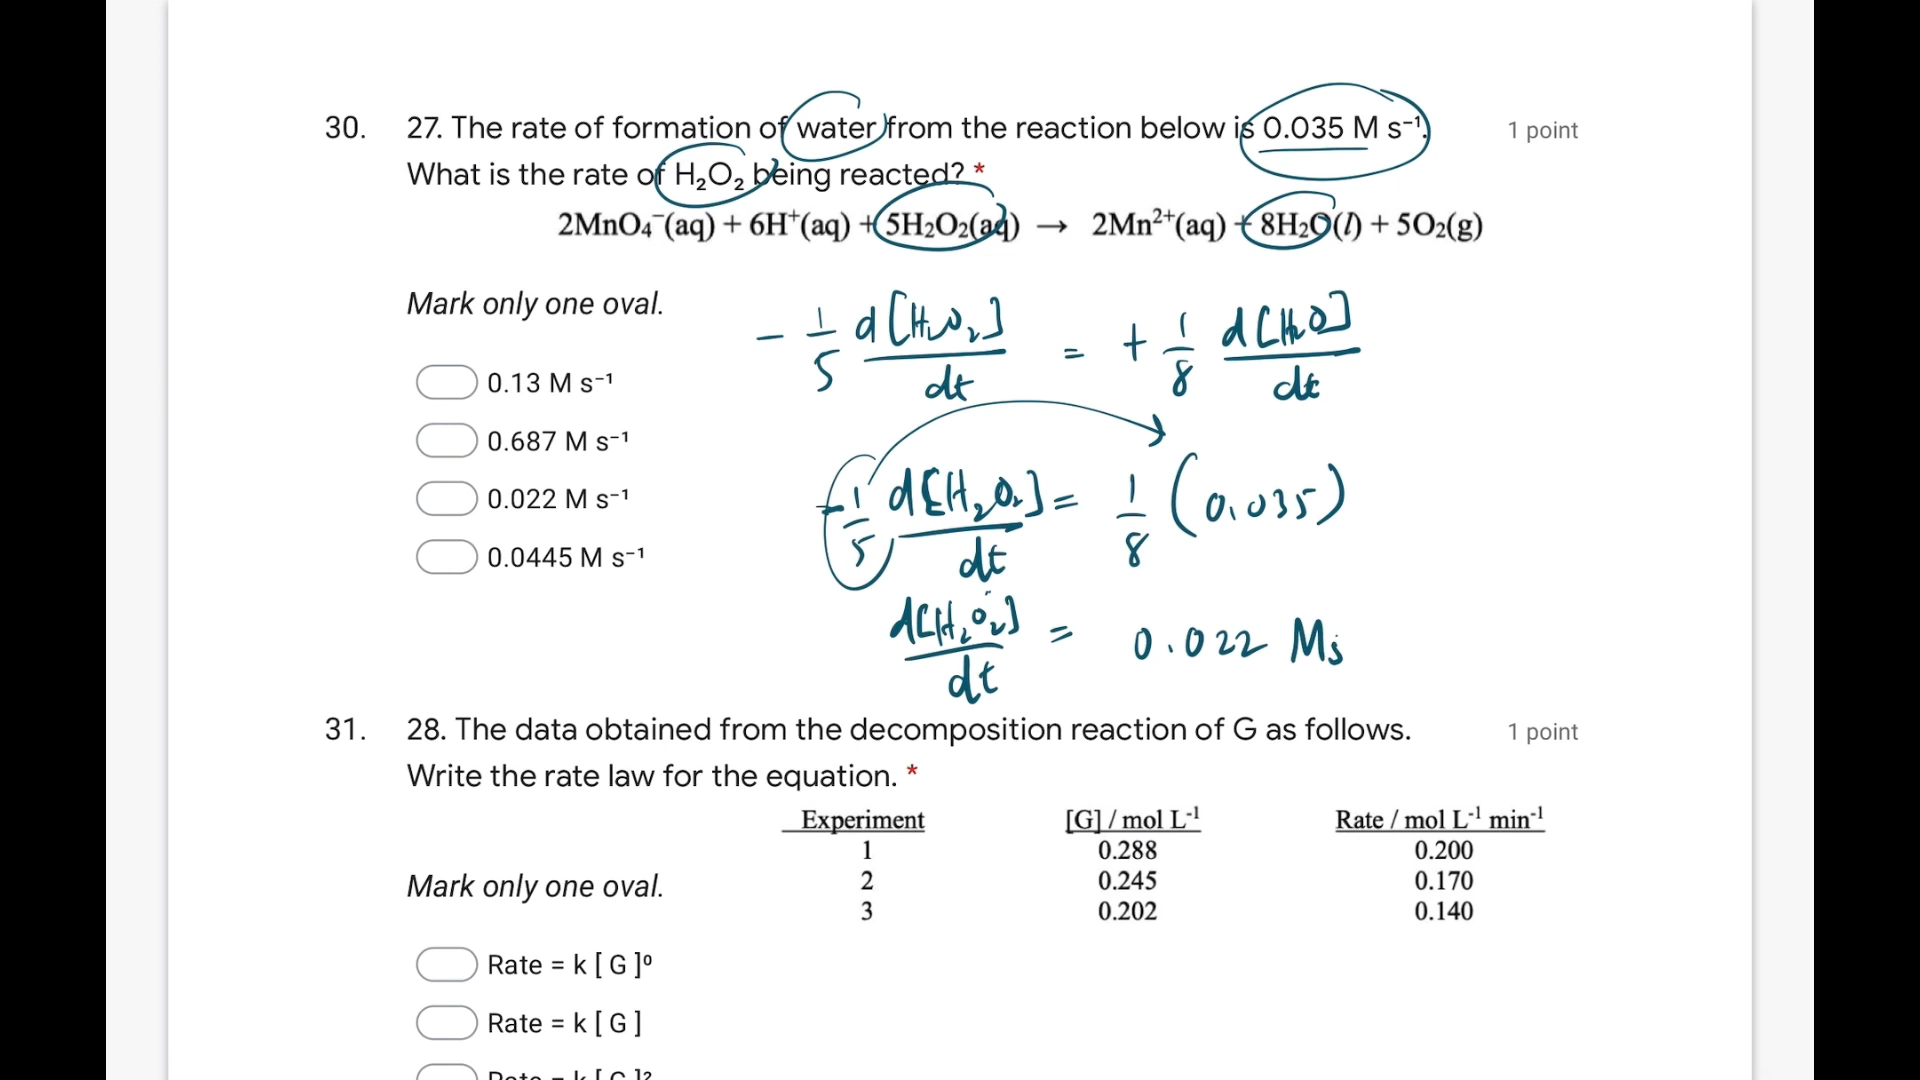 30. 27. The rate of formation of water from the reaction below is 0.035 M s⁻¹. 1 point
What is the rate of H₂O₂ being reacted? *
2MnO₄⁻(aq) + 6H⁺(aq) + 5H₂O₂(aq) → 2Mn²⁺(aq) + 8H₂O(l) + 5O₂(g)
Mark only one oval.
- 1/5 d[H₂O₂]/dt = + 1/8 d[H₂O]/dt
0.13 M s⁻¹
0.687 M s⁻¹
0.022 M s⁻¹
0.0445 M s⁻¹
- 1/5 d[H₂O₂]/dt = 1/8 (0.035)
d[H₂O₂]/dt = 0.022 Ms
31. 28. The data obtained from the decomposition reaction of G as follows. 1 point
Write the rate law for the equation. *
Experiment [G] / mol L⁻¹ Rate / mol L⁻¹ min⁻¹
1 0.288 0.200
2 0.245 0.170
3 0.202 0.140
Mark only one oval.
Rate = k [ G ]⁰
Rate = k [ G ]